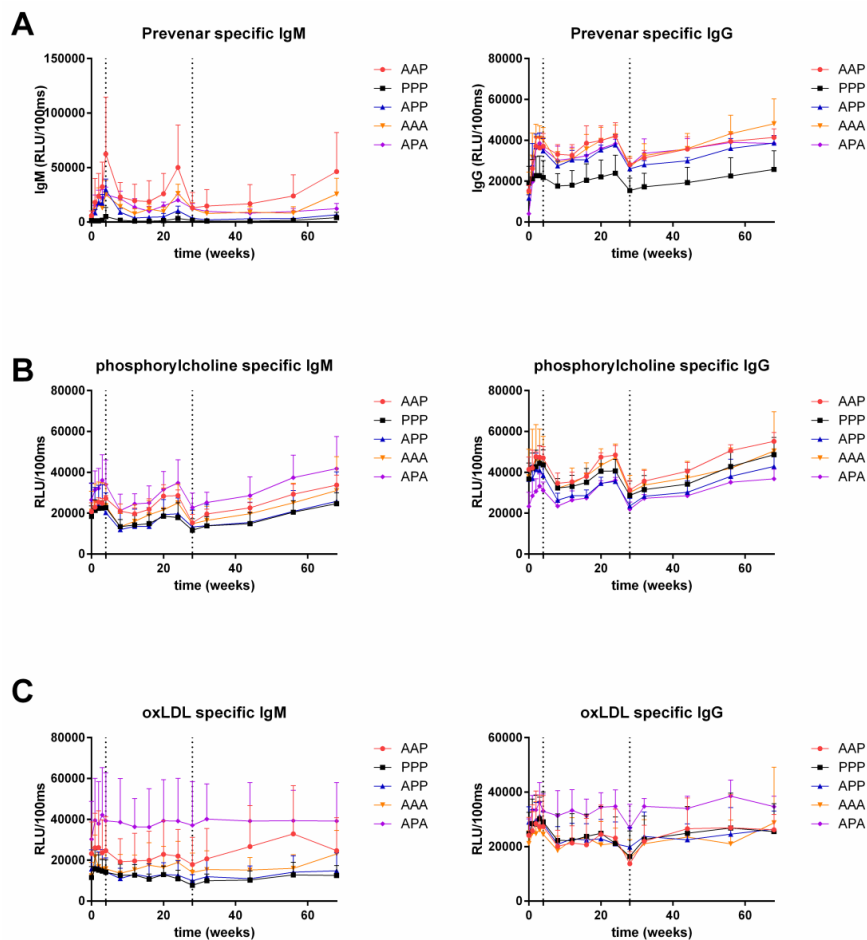 A
Prevenar specific IgM
150000
100000
50000
0
IgM (RLU/100ms)
0 20 40 60
time (weeks)
AAP
PPP
APP
AAA
APA
Prevenar specific IgG
80000
60000
40000
20000
0
IgG (RLU/100ms)
0 20 40 60
time (weeks)
AAP
PPP
APP
AAA
APA
B
phosphorylcholine specific IgM
80000
60000
40000
20000
0
RLU/100ms
0 20 40 60
time (weeks)
AAP
PPP
APP
AAA
APA
phosphorylcholine specific IgG
80000
60000
40000
20000
0
RLU/100ms
0 20 40 60
time (weeks)
AAP
PPP
APP
AAA
APA
C
oxLDL specific IgM
80000
60000
40000
20000
0
RLU/100ms
0 20 40 60
time (weeks)
AAP
PPP
APP
AAA
APA
oxLDL specific IgG
60000
40000
20000
0
RLU/100ms
0 20 40 60
time (weeks)
AAP
PPP
APP
AAA
APA